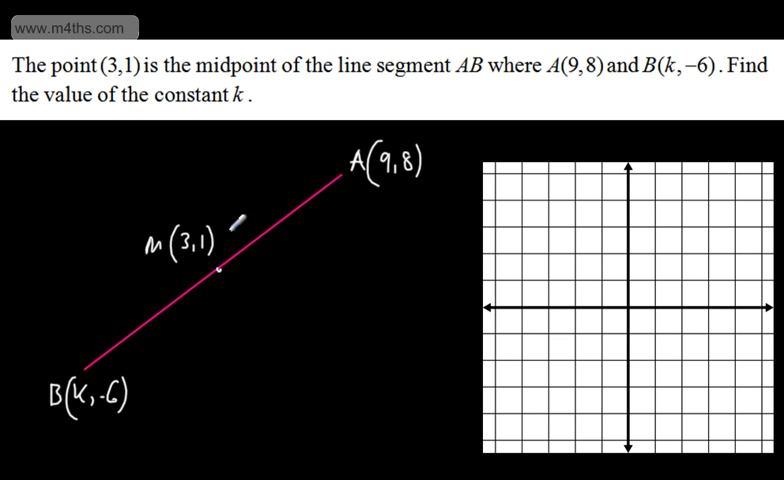 www.m4ths.com
The point (3,1) is the midpoint of the line segment AB where A(9,8) and B(k,−6). Find
the value of the constant k.
A(9,8)
M(3,1)
B(k,-6)